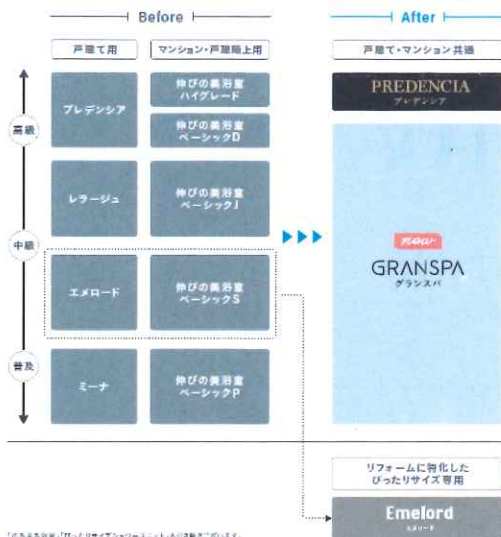 Before
After
戸建て用
マンション・戸建階上用
戸建て・マンション共通
高級
中級
普及
プレデンシア
伸びの美浴室
ハイグレード
伸びの美浴室
ベーシックD
レラージュ
伸びの美浴室
ベーシックJ
エメロード
伸びの美浴室
ベーシックS
ミーナ
伸びの美浴室
ベーシックP
PREDENCIA
プレデンシア
new
GRANSPA
グランスパ
リフォームに特化した
ぴったりサイズ専用
Emelord
エメロード